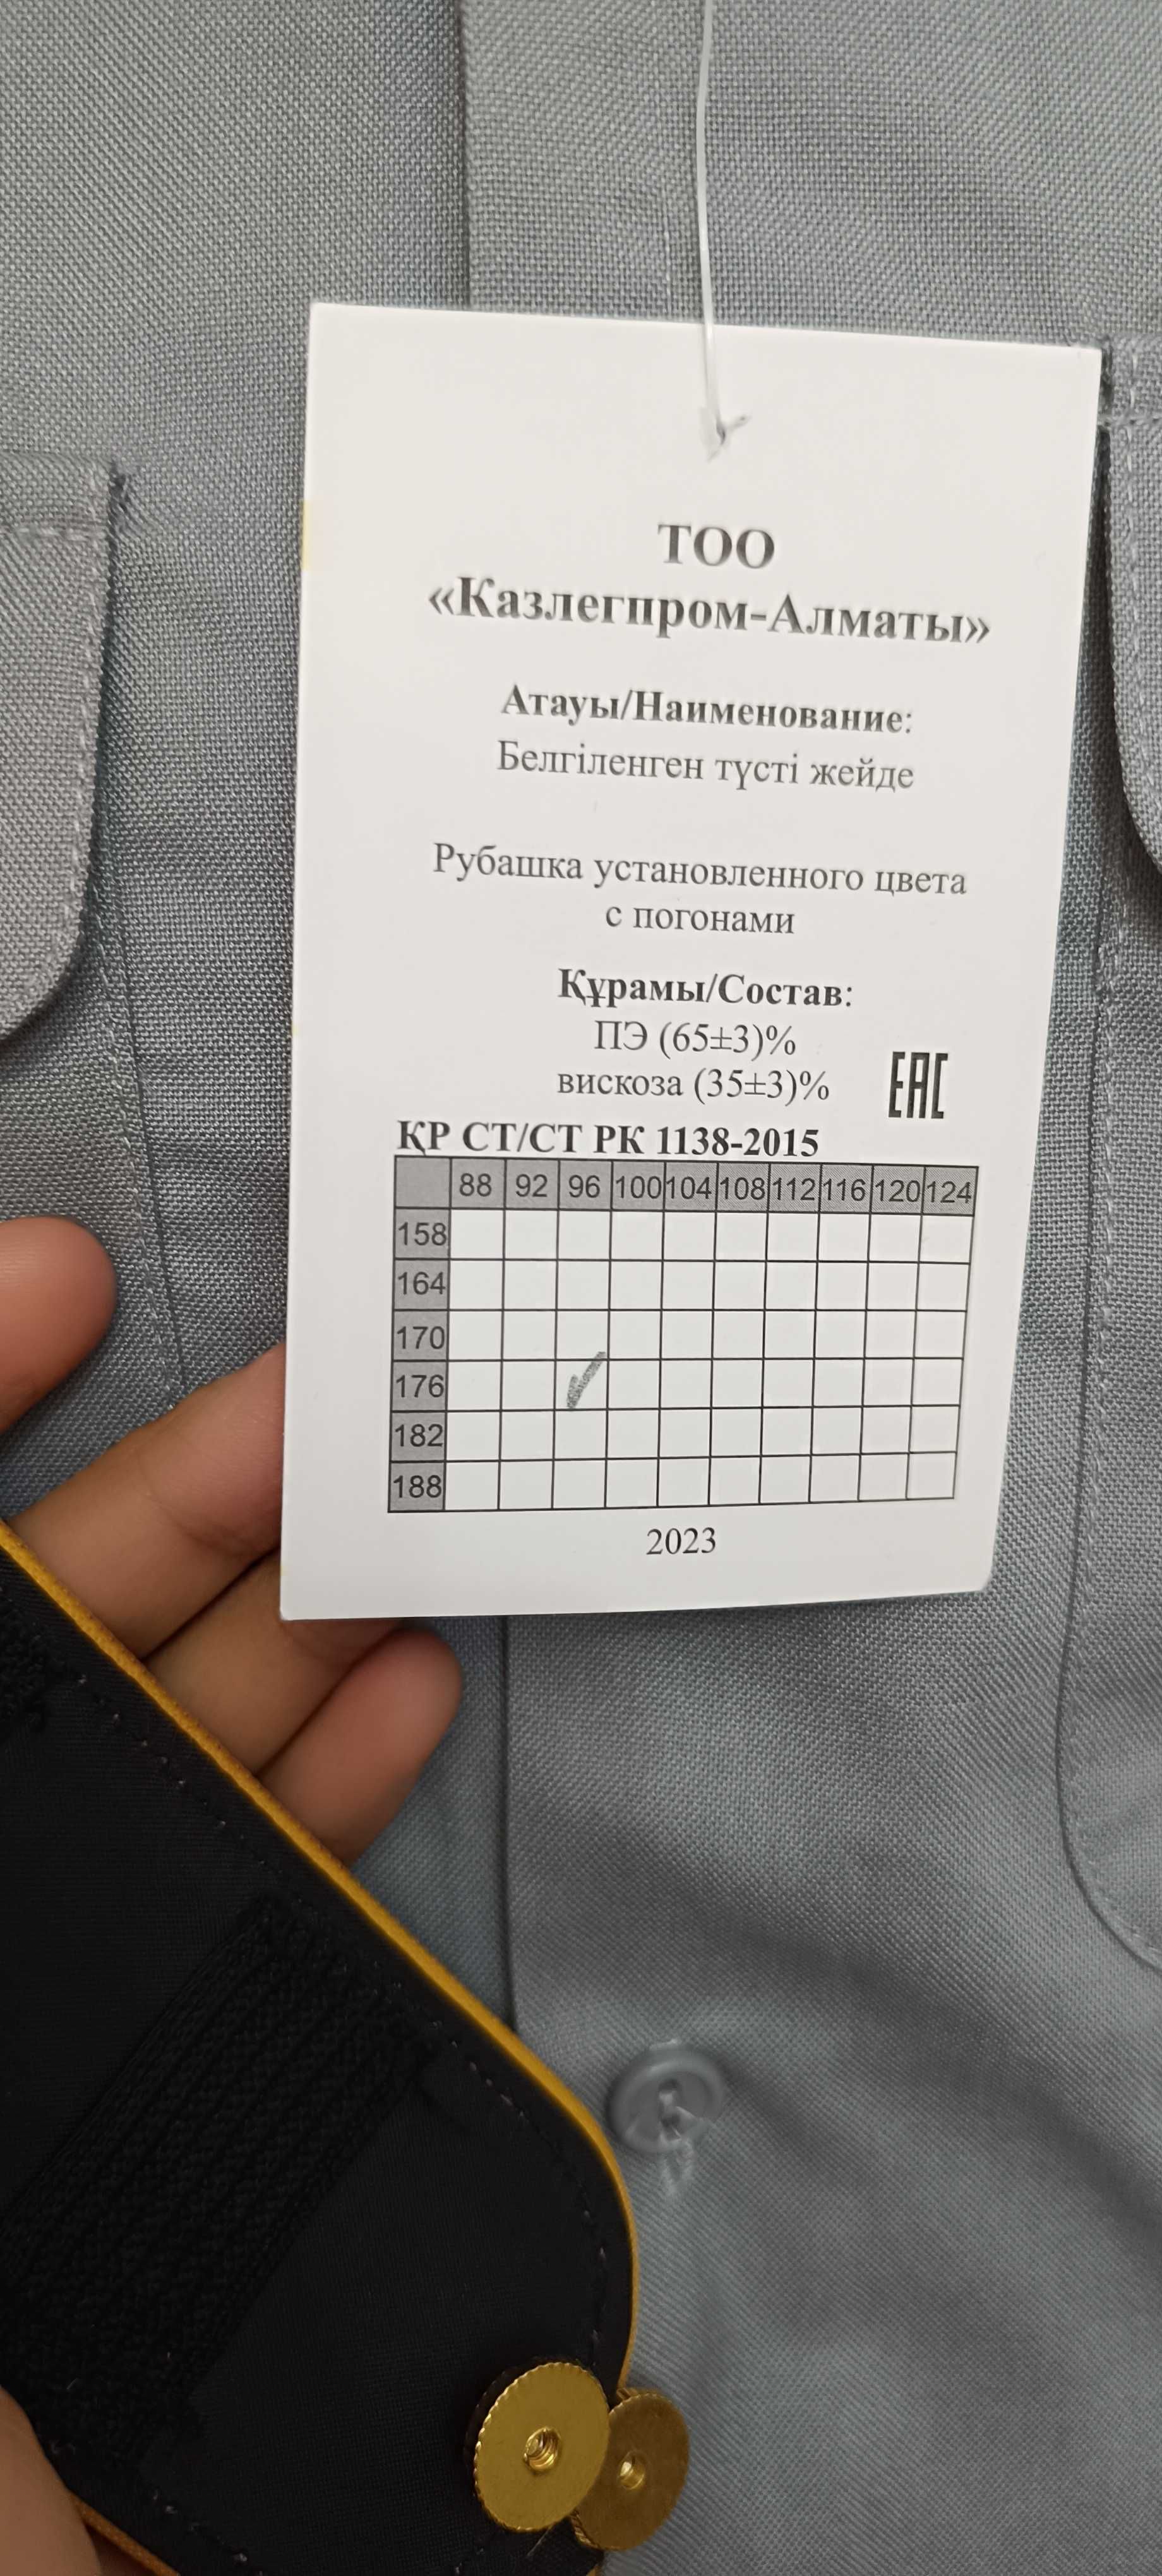 ТОО
«Казлегпром-Алматы»
Атауы/Наименование:
Белгіленген түсті жейде
Рубашка установленного цвета
с погонами
Құрамы/Состав:
ПЭ (65±3)%
вискоза (35±3)%
EAC
ҚР СТ/СТ РК 1138-2015
88 92 96 100 104 108 112 116 120 124
158
164
170
176
182
188
2023